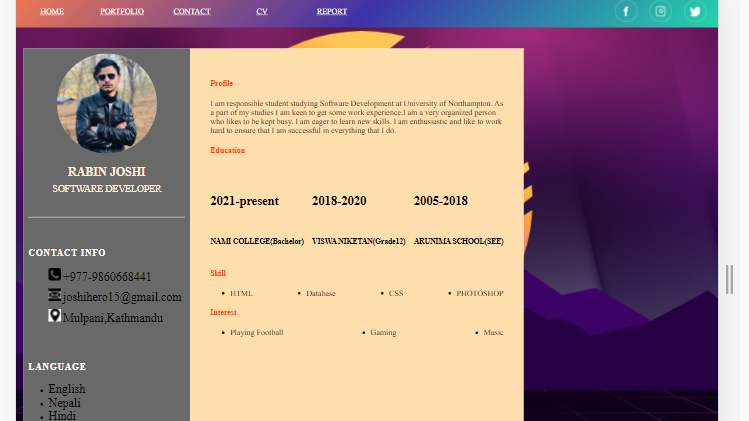 HOME PORTFOLIO CONTACT CV REPORT
RABIN JOSHI
SOFTWARE DEVELOPER
CONTACT INFO
+977-9860668441
joshihero15@gmail.com
Mulpani,Kathmandu
LANGUAGE
English
Nepali
Hindi
Profile
I am responsible student studying Software Development at University of Northampton. As
a part of my studies I am keen to get some work experience.I am a very organized person
who likes to be kept busy. I am eager to learn new skills. I am enthusiastic and like to work
hard to ensure that I am successful in everything that I do.
Education
2021-present 2018-2020 2005-2018
NAMI COLLEGE(Bachelor) VISWA NIKETAN(Grade12) ARUNIMA SCHOOL(SEE)
Skill
HTML Database CSS PHOTOSHOP
Interest
Playing Football Gaming Music